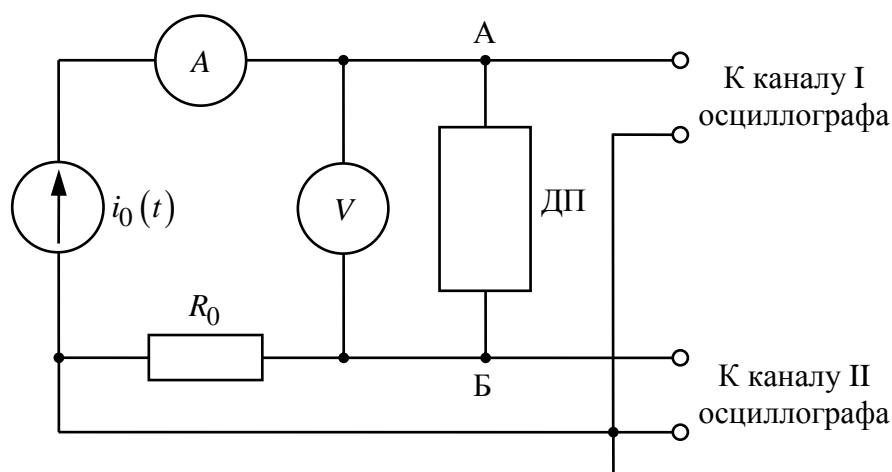 A
А
К каналу I
осциллографа
i₀(t)
V
ДП
R₀
Б
К каналу II
осциллографа